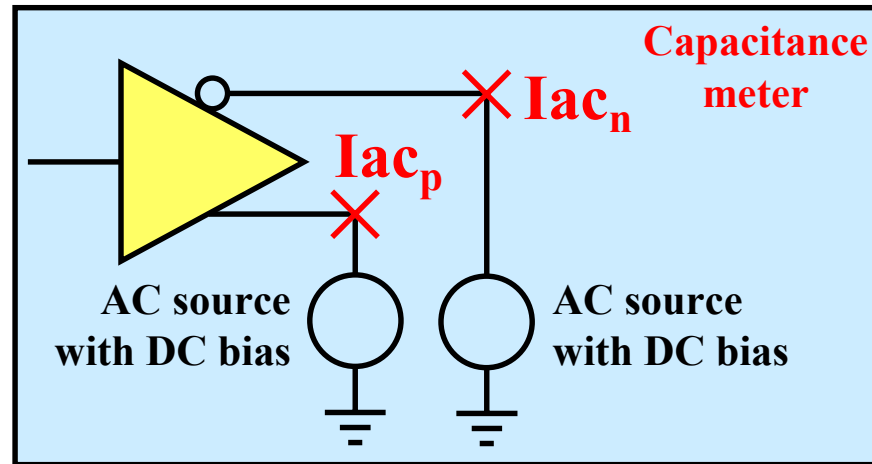 Capacitance
meter
Iacₙ
Iacₚ
AC source
with DC bias
AC source
with DC bias